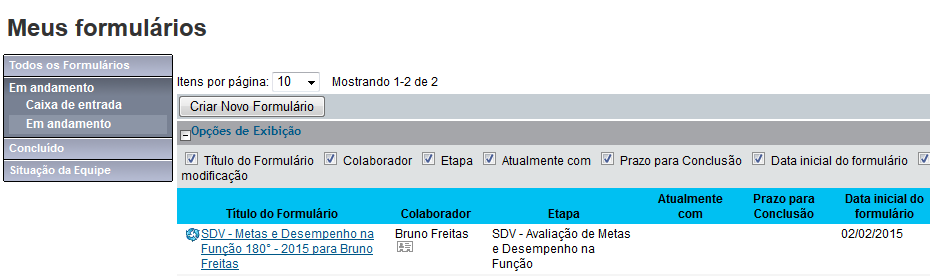 Meus formulários
Todos os Formulários
Em andamento
Caixa de entrada
Em andamento
Concluído
Situação da Equipe
Itens por página: 10 Mostrando 1-2 de 2
Criar Novo Formulário
Opções de Exibição
Título do Formulário Colaborador Etapa Atualmente com Prazo para Conclusão Data inicial do formulário
modificação
Título do Formulário Colaborador Etapa Atualmente com Prazo para Conclusão Data inicial do formulário
SDV - Metas e Desempenho na Bruno Freitas SDV - Avaliação de Metas 02/02/2015
Função 180° - 2015 para Bruno e Desempenho na
Freitas Função